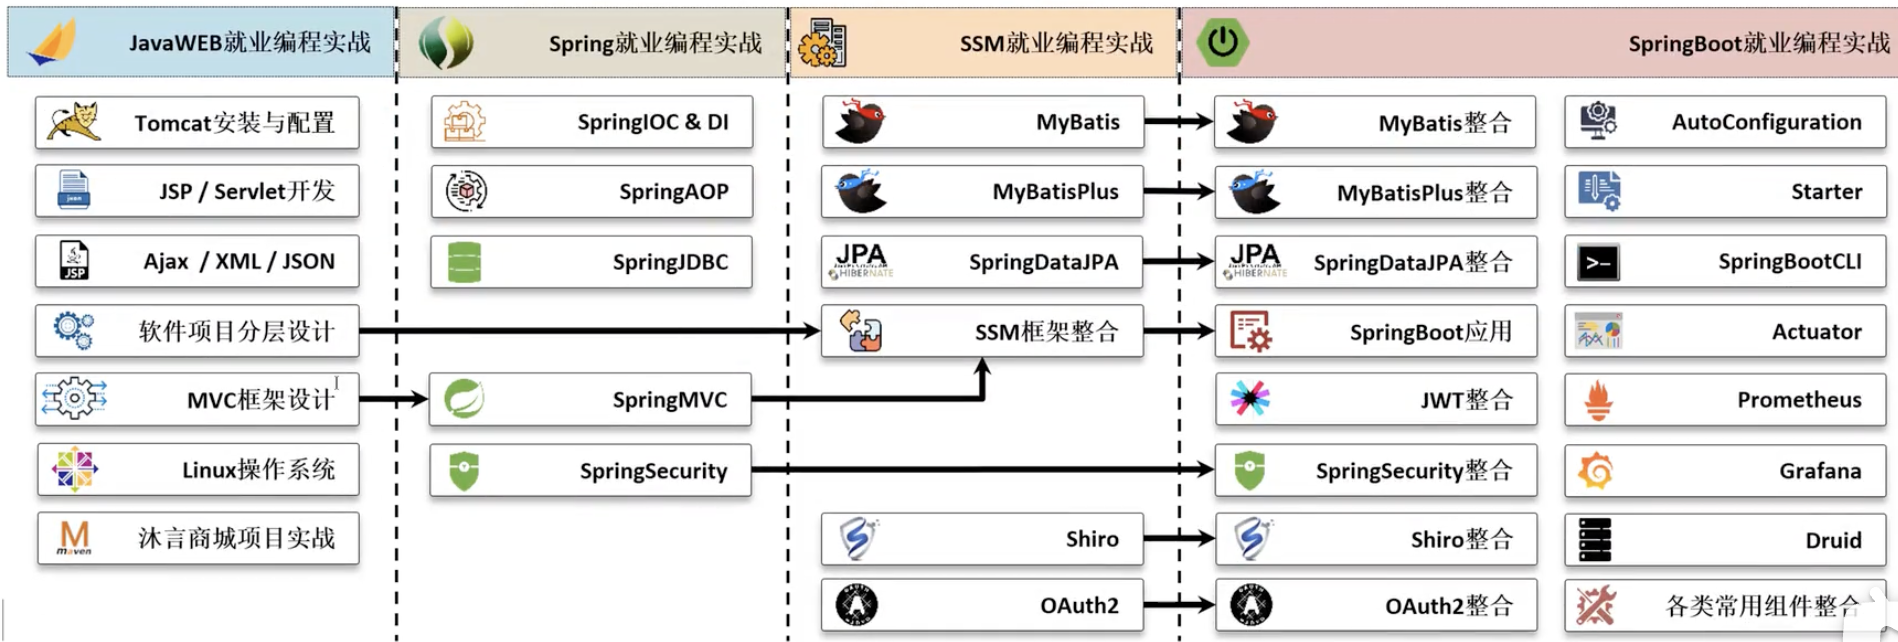 JavaWEB就业编程实战
Tomcat安装与配置
JSP / Servlet开发
json
Ajax / XML / JSON
JSP
软件项目分层设计
MVC框架设计
Linux操作系统
沐言商城项目实战
Maven
Spring就业编程实战
SpringIOC & DI
SpringAOP
SpringJDBC
SpringMVC
SpringSecurity
SSM就业编程实战
MyBatis
MyBatisPlus
JPA
HIBERNATE
SpringDataJPA
SSM框架整合
Shiro
OAuth2
SpringBoot就业编程实战
MyBatis整合
MyBatisPlus整合
JPA
HIBERNATE
SpringDataJPA整合
SpringBoot应用
JWT整合
SpringSecurity整合
Shiro整合
OAuth2整合
AutoConfiguration
Starter
SpringBootCLI
Actuator
Prometheus
Grafana
Druid
各类常用组件整合